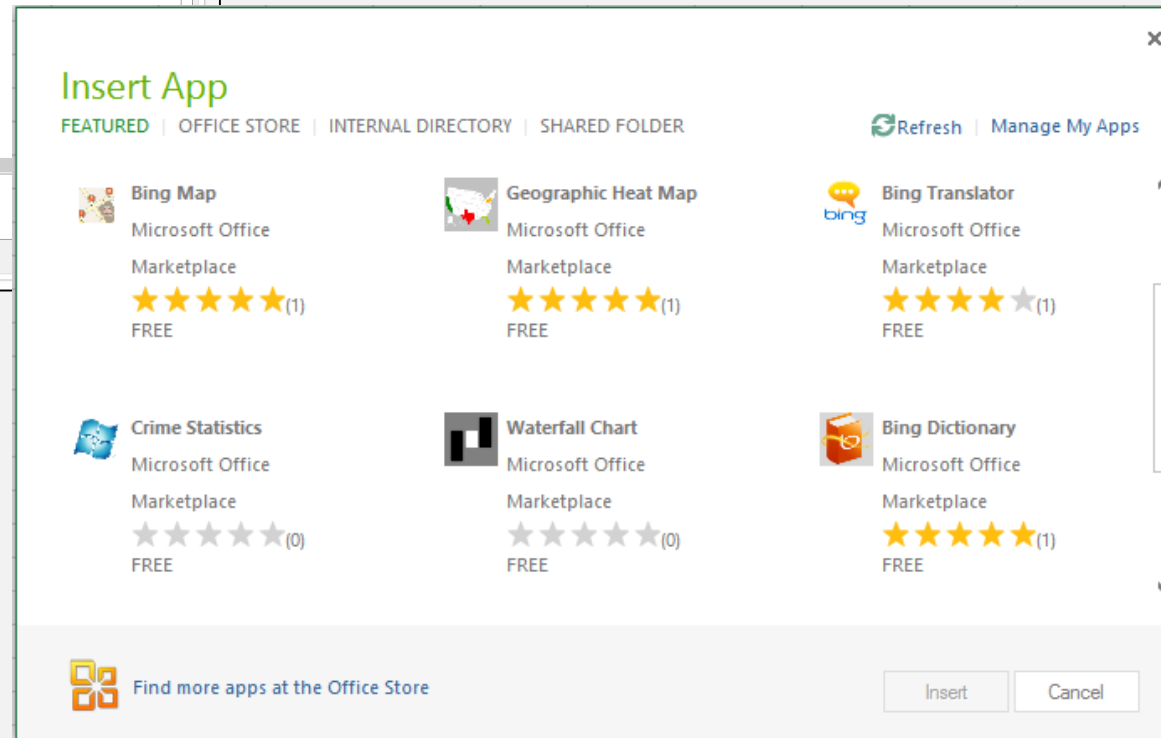 Insert App
FEATURED | OFFICE STORE | INTERNAL DIRECTORY | SHARED FOLDER
Refresh | Manage My Apps
Bing Map
Microsoft Office
Marketplace
(1)
FREE
Geographic Heat Map
Microsoft Office
Marketplace
(1)
FREE
bing
Bing Translator
Microsoft Office
Marketplace
(1)
FREE
Crime Statistics
Microsoft Office
Marketplace
(0)
FREE
Waterfall Chart
Microsoft Office
Marketplace
(0)
FREE
Bing Dictionary
Microsoft Office
Marketplace
(1)
FREE
Find more apps at the Office Store
Insert
Cancel